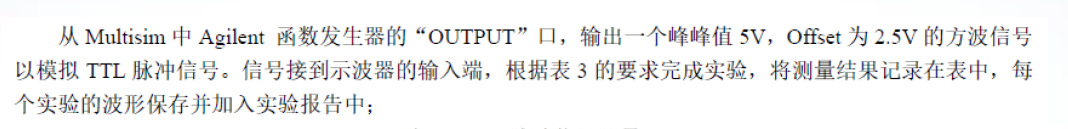 从 Multisim 中 Agilent 函数发生器的“OUTPUT”口，输出一个峰峰值 5V，Offset 为 2.5V 的方波信号
以模拟 TTL 脉冲信号。信号接到示波器的输入端，根据表 3 的要求完成实验，将测量结果记录在表中，每
个实验的波形保存并加入实验报告中；